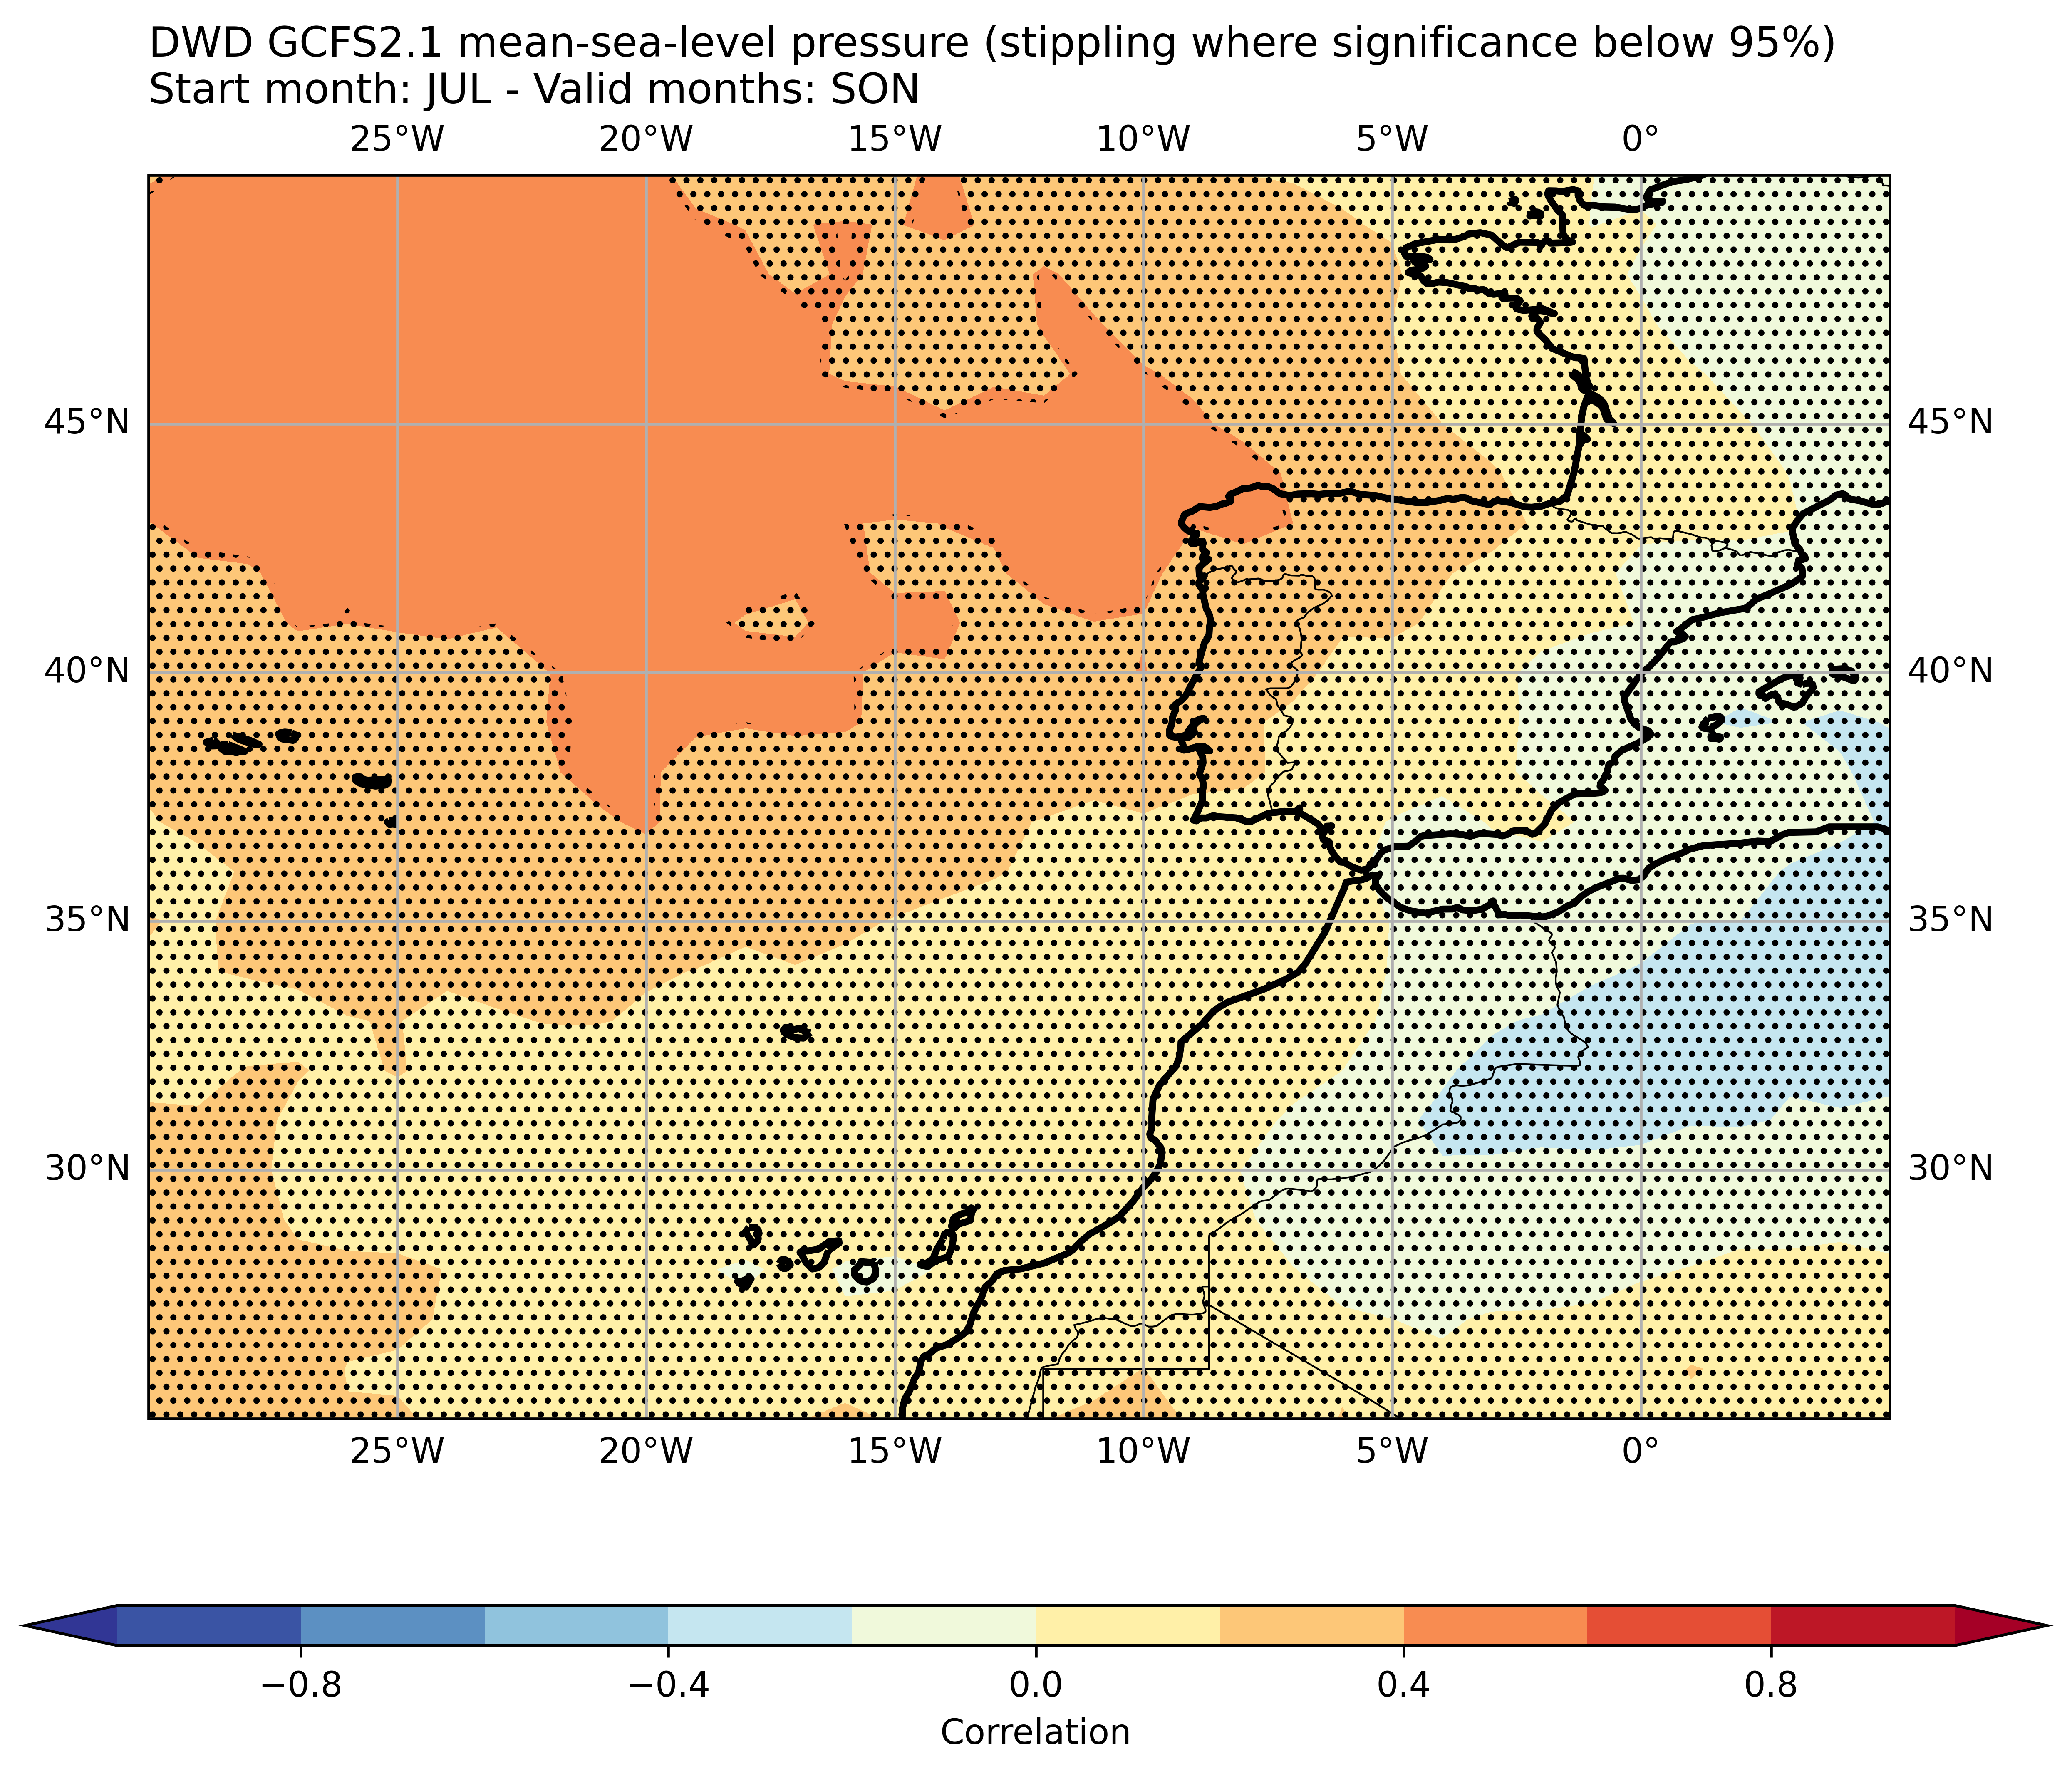 DWD GCFS2.1 mean-sea-level pressure (stippling where significance below 95%)
Start month: JUL - Valid months: SON
25°W 20°W 15°W 10°W 5°W 0°
45°N 45°N
40°N 40°N
35°N 35°N
30°N 30°N
25°W 20°W 15°W 10°W 5°W 0°
−0.8 −0.4 0.0 0.4 0.8
Correlation